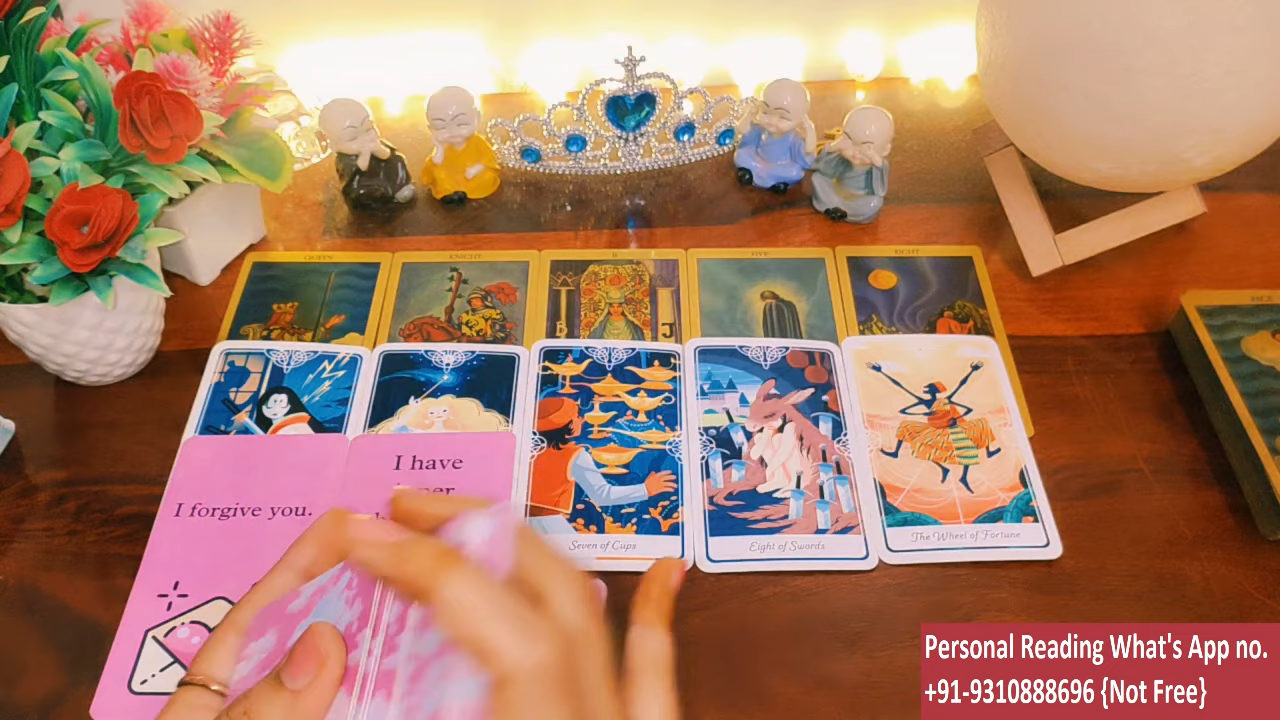 QUEEN
KNIGHT
II
FIVE
EIGHT
B
J
I have
I forgive you.
Seven of Cups
Eight of Swords
The Wheel of Fortune
Personal Reading What's App no.
+91-9310888696 {Not Free}